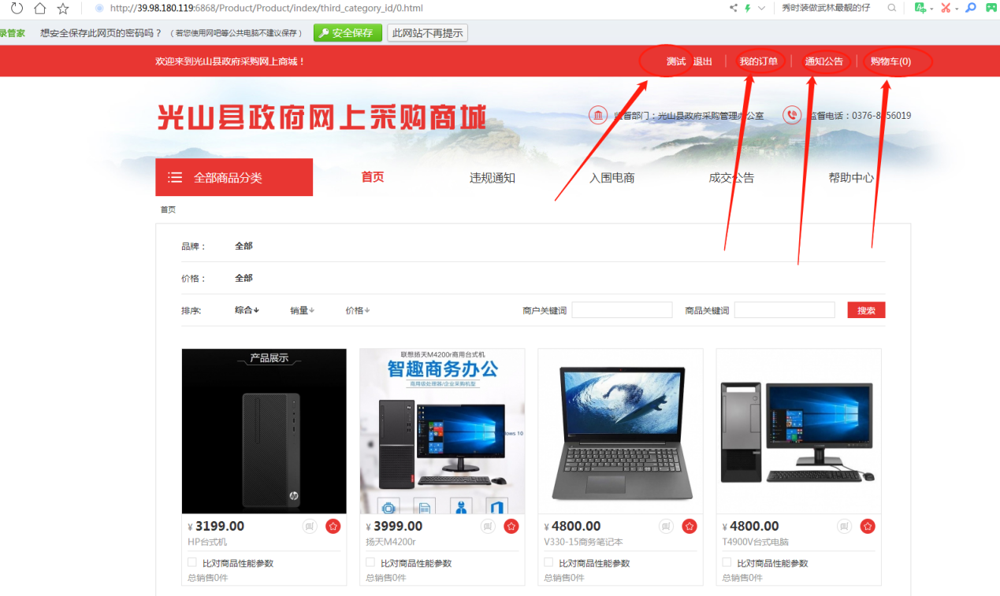 http://39.98.180.119:6868/Product/Product/index/third_category_id/0.html
秀时装做武林最靓的仔
录管家 想安全保存此网页的密码吗？（若您使用网吧等公共电脑不建议保存） 安全保存 此网站不再提示
欢迎来到光山县政府采购网上商城！ 测试 退出 我的订单 通知公告 购物车(0)
光山县政府网上采购商城
监督部门：光山县政府采购管理办公室 监督电话：0376-8856019
全部商品分类 首页 违规通知 入围电商 成交公告 帮助中心
首页
品牌： 全部
价格： 全部
排序: 综合 销量 价格 商户关键词 商品关键词 搜索
产品展示
hp
联想扬天M4200r商用台式机
智趣商务办公
商用级处理器/企业采购机型
dows 10
¥ 3199.00 ¥ 3999.00 ¥ 4800.00 ¥ 4800.00
HP台式机 扬天M4200r V330-15商务笔记本 T4900V台式电脑
比对商品性能参数 比对商品性能参数 比对商品性能参数 比对商品性能参数
总销售0件 总销售0件 总销售0件 总销售0件